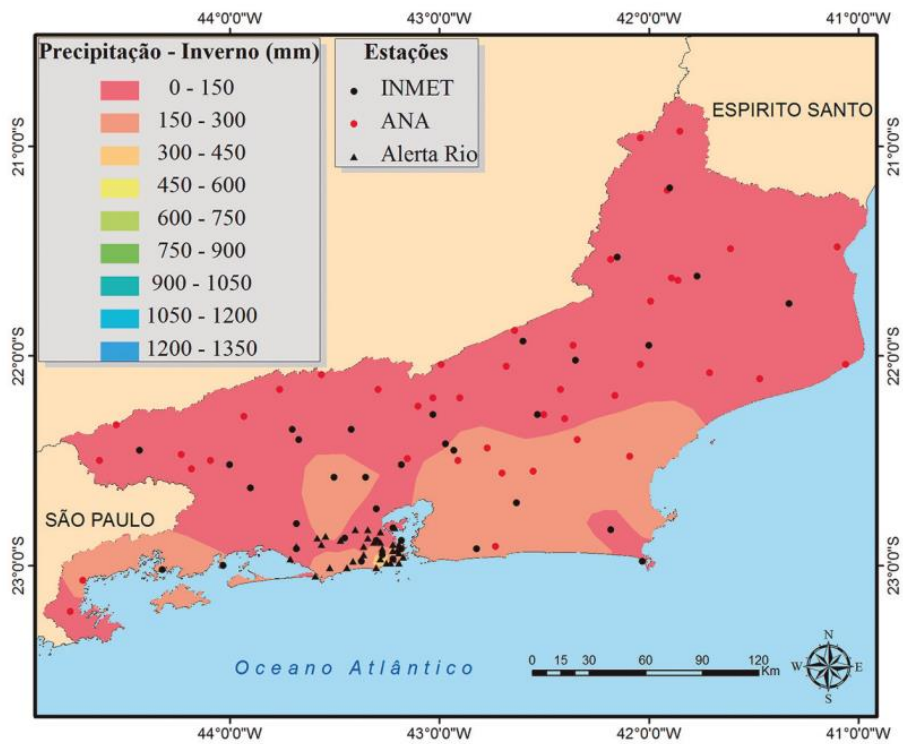 44°0'0"W 43°0'0"W 42°0'0"W 41°0'0"W
Precipitação - Inverno (mm)
0 - 150
150 - 300
300 - 450
450 - 600
600 - 750
750 - 900
900 - 1050
1050 - 1200
1200 - 1350
Estações
INMET
ANA
Alerta Rio
ESPIRITO SANTO
SÃO PAULO
21°0'0"S
22°0'0"S
23°0'0"S
21°0'0"S
22°0'0"S
23°0'0"S
Oceano Atlântico
0 15 30 60 90 120
Km
N
W E
S
44°0'0"W 43°0'0"W 42°0'0"W 41°0'0"W